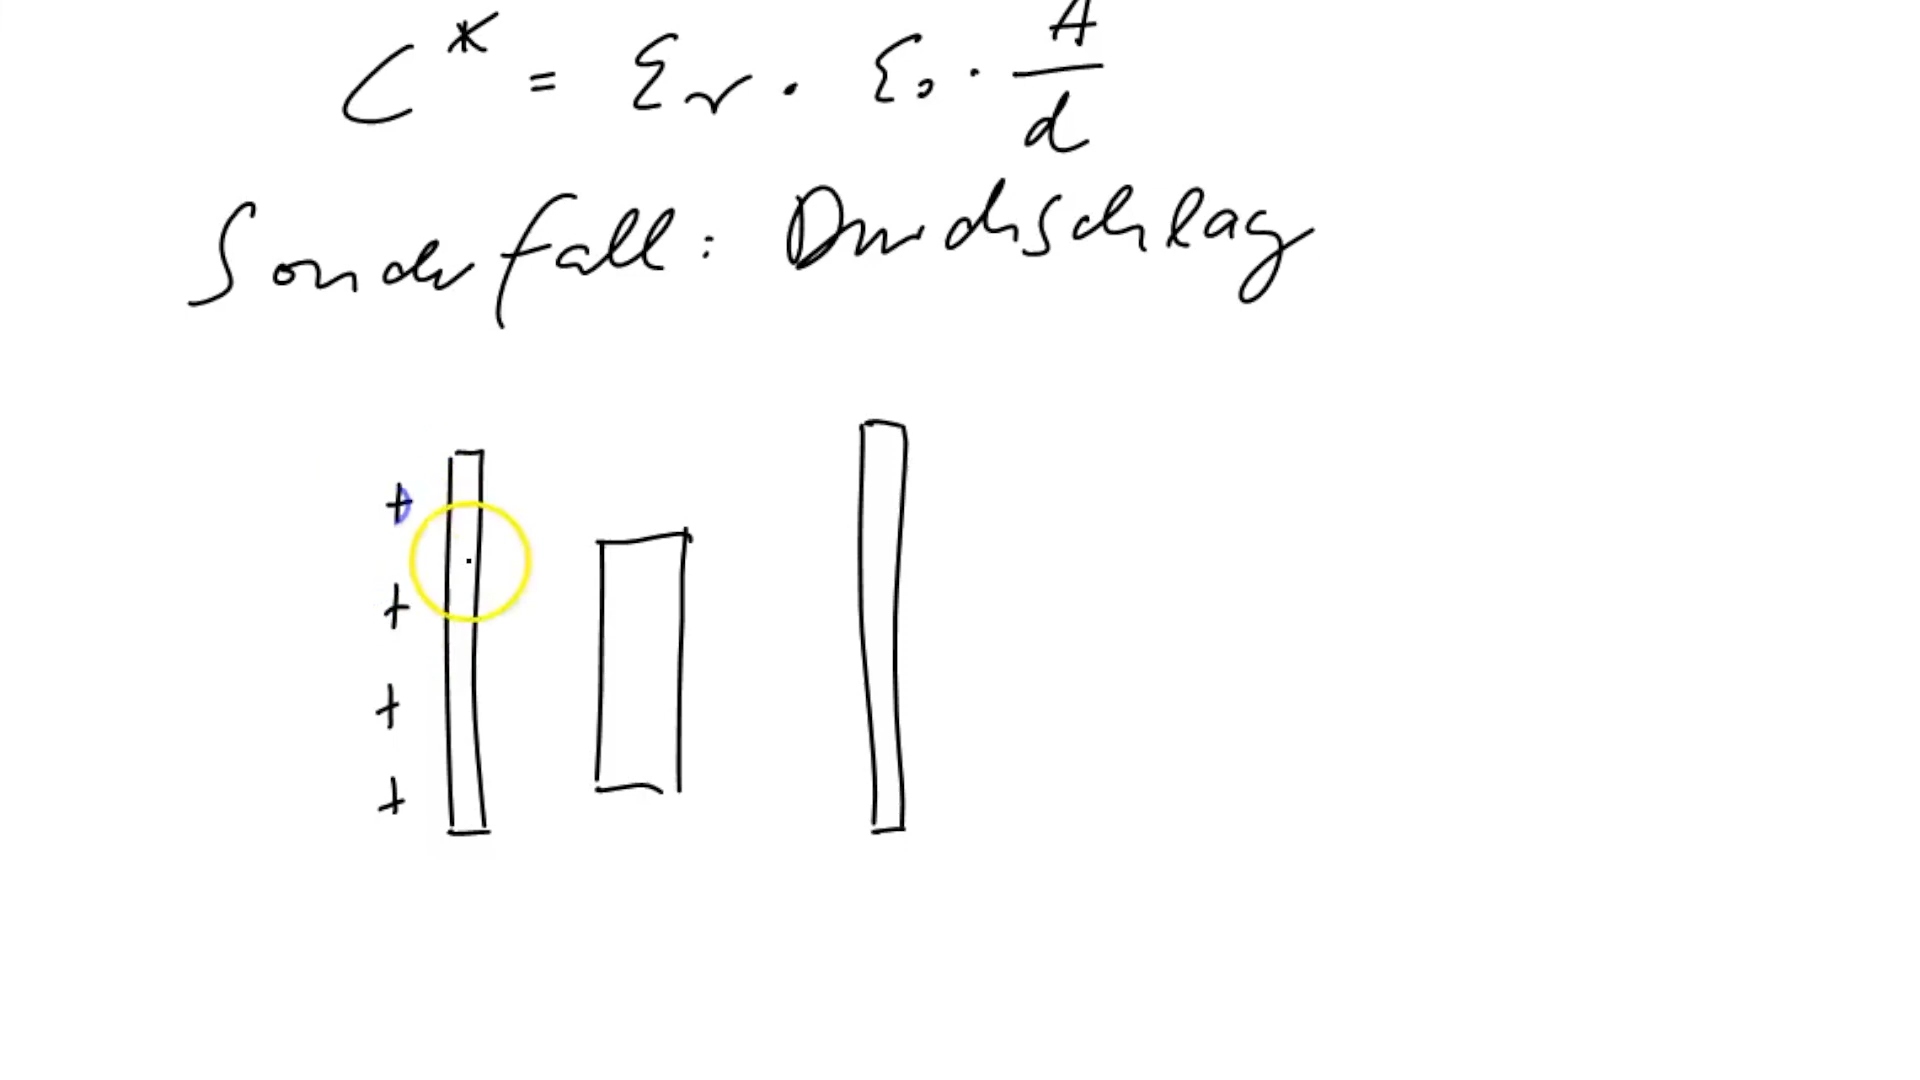 C* = εr · ε0 · A/d
Sonderfall: Durchschlag
+
+
+
+